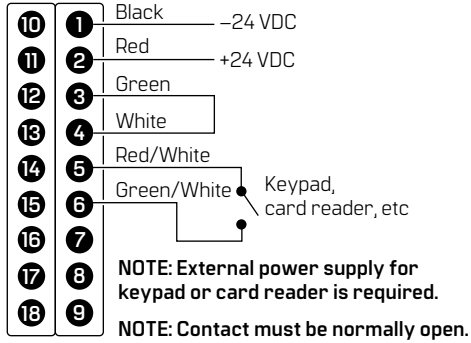 10 1 Black –24 VDC
11 2 Red +24 VDC
12 3 Green
13 4 White
14 5 Red/White
15 6 Green/White Keypad,
card reader, etc
16 7
17 8 NOTE: External power supply for
keypad or card reader is required.
18 9 NOTE: Contact must be normally open.